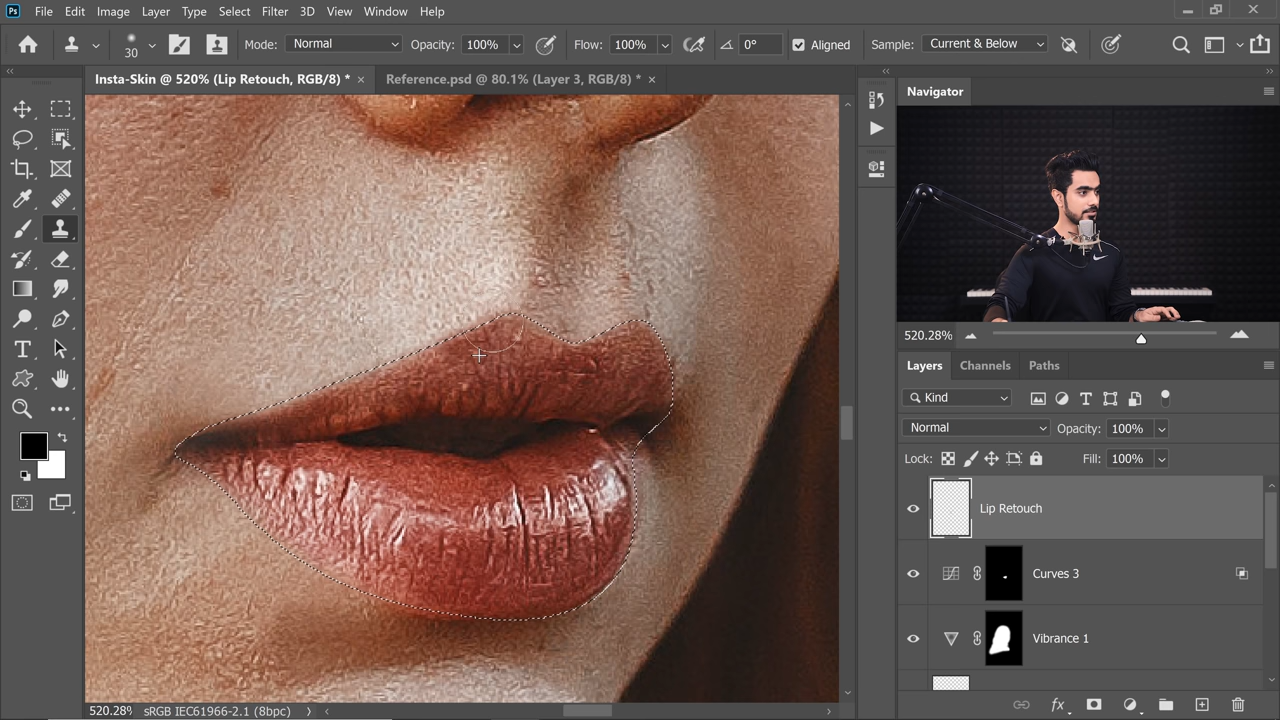 Ps File Edit Image Layer Type Select Filter 3D View Window Help
30 Mode: Normal Opacity: 100% Flow: 100% 0° Aligned Sample: Current & Below
Insta-Skin @ 520% (Lip Retouch, RGB/8) * × Reference.psd @ 80.1% (Layer 3, RGB/8) * ×
Navigator
520.28%
Layers Channels Paths
Kind
Normal Opacity: 100%
Lock: Fill: 100%
Lip Retouch
Curves 3
Vibrance 1
fx
520.28% sRGB IEC61966-2.1 (8bpc)